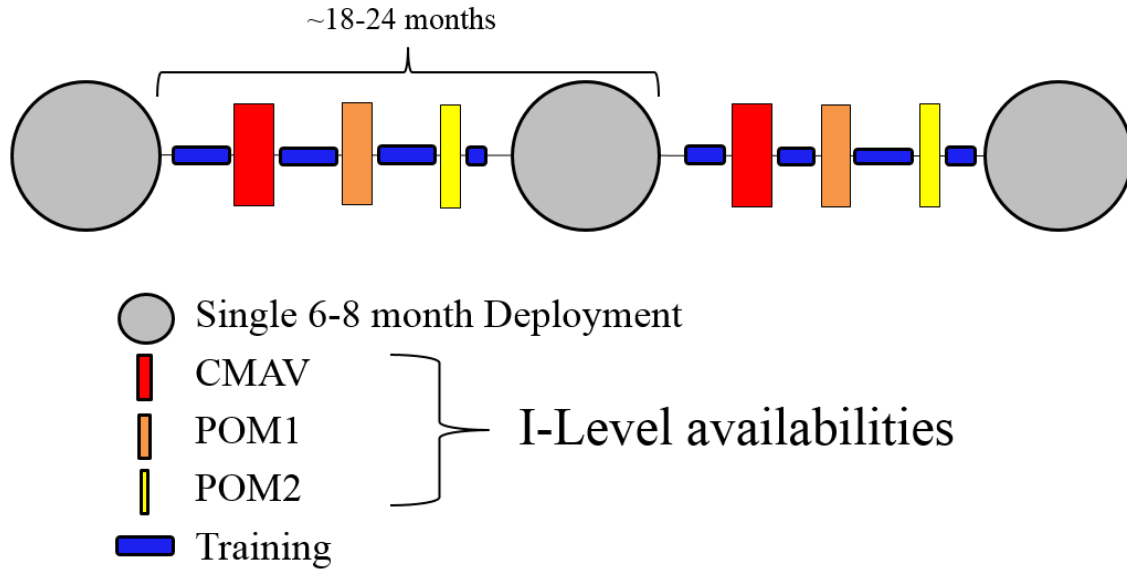 ~18-24 months
Single 6-8 month Deployment
CMAV
POM1
I-Level availabilities
POM2
Training